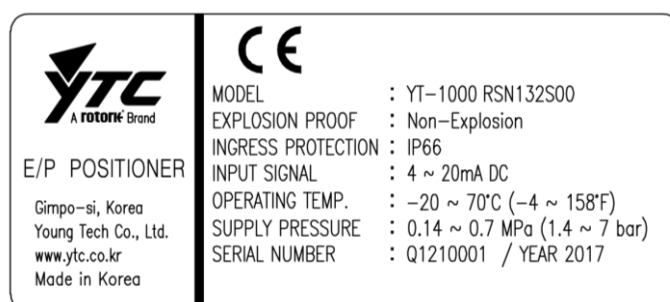 YTC
A rotork Brand
E/P POSITIONER
Gimpo-si, Korea
Young Tech Co., Ltd.
www.ytc.co.kr
Made in Korea
CE
MODEL : YT-1000 RSN132S00
EXPLOSION PROOF : Non-Explosion
INGRESS PROTECTION : IP66
INPUT SIGNAL : 4 ~ 20mA DC
OPERATING TEMP. : -20 ~ 70°C (-4 ~ 158°F)
SUPPLY PRESSURE : 0.14 ~ 0.7 MPa (1.4 ~ 7 bar)
SERIAL NUMBER : Q1210001 / YEAR 2017